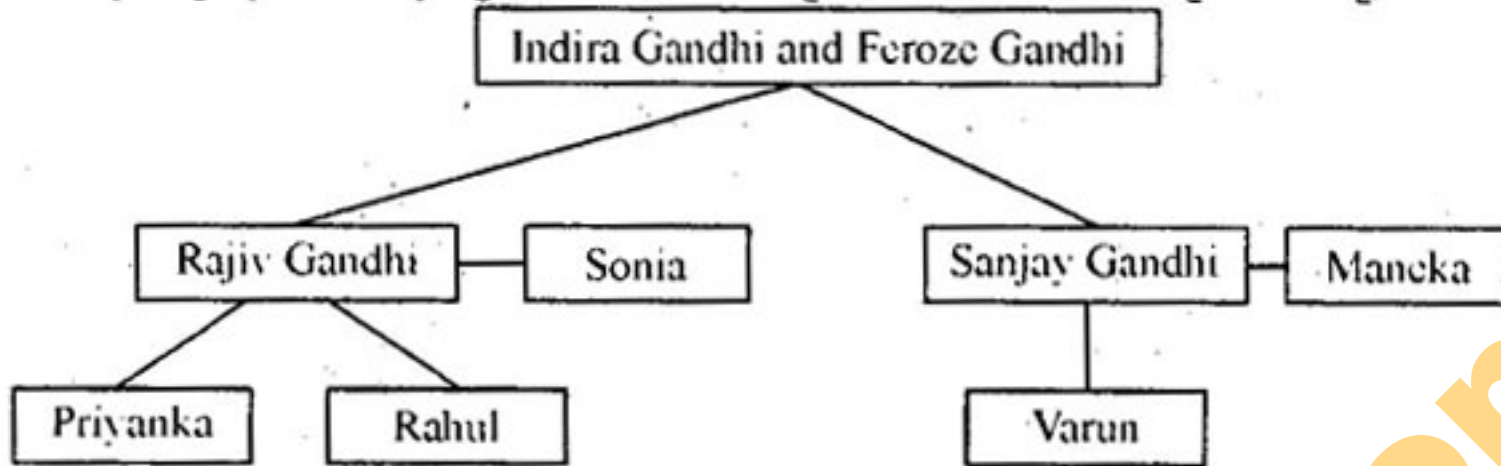 Indira Gandhi and Feroze Gandhi
Rajiv Gandhi
Sonia
Sanjay Gandhi
Maneka
Priyanka
Rahul
Varun